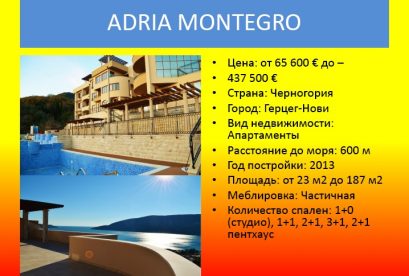 ADRIA MONTEGRO
• Цена: от 65 600 € до –
• 437 500 €
• Страна: Черногория
• Город: Герцег-Нови
• Вид недвижимости:
Апартаменты
• Расстояние до моря: 600 м
• Год постройки: 2013
• Площадь: от 23 м2 до 187 м2
• Меблировка: Частичная
• Количество спален: 1+0
(студио), 1+1, 2+1, 3+1, 2+1
пентхаус